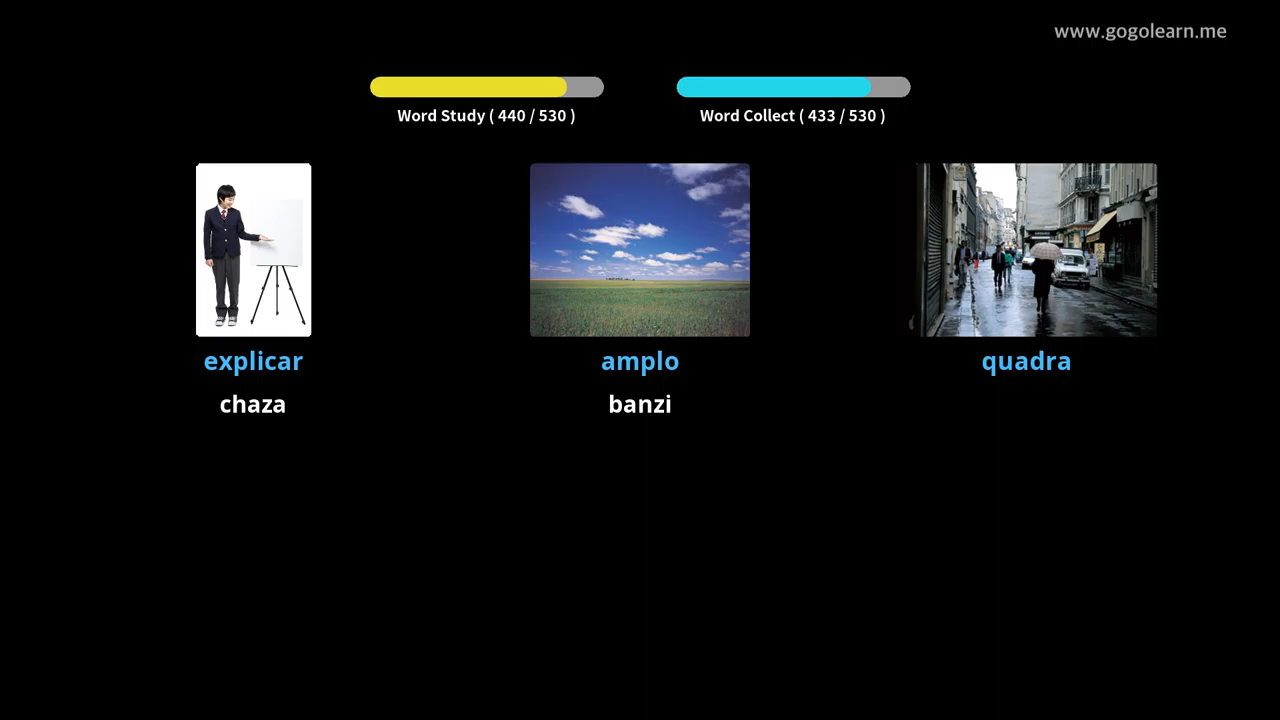 www.gogolearn.me
Word Study ( 440 / 530 )
Word Collect ( 433 / 530 )
explicar
amplo
quadra
chaza
banzi